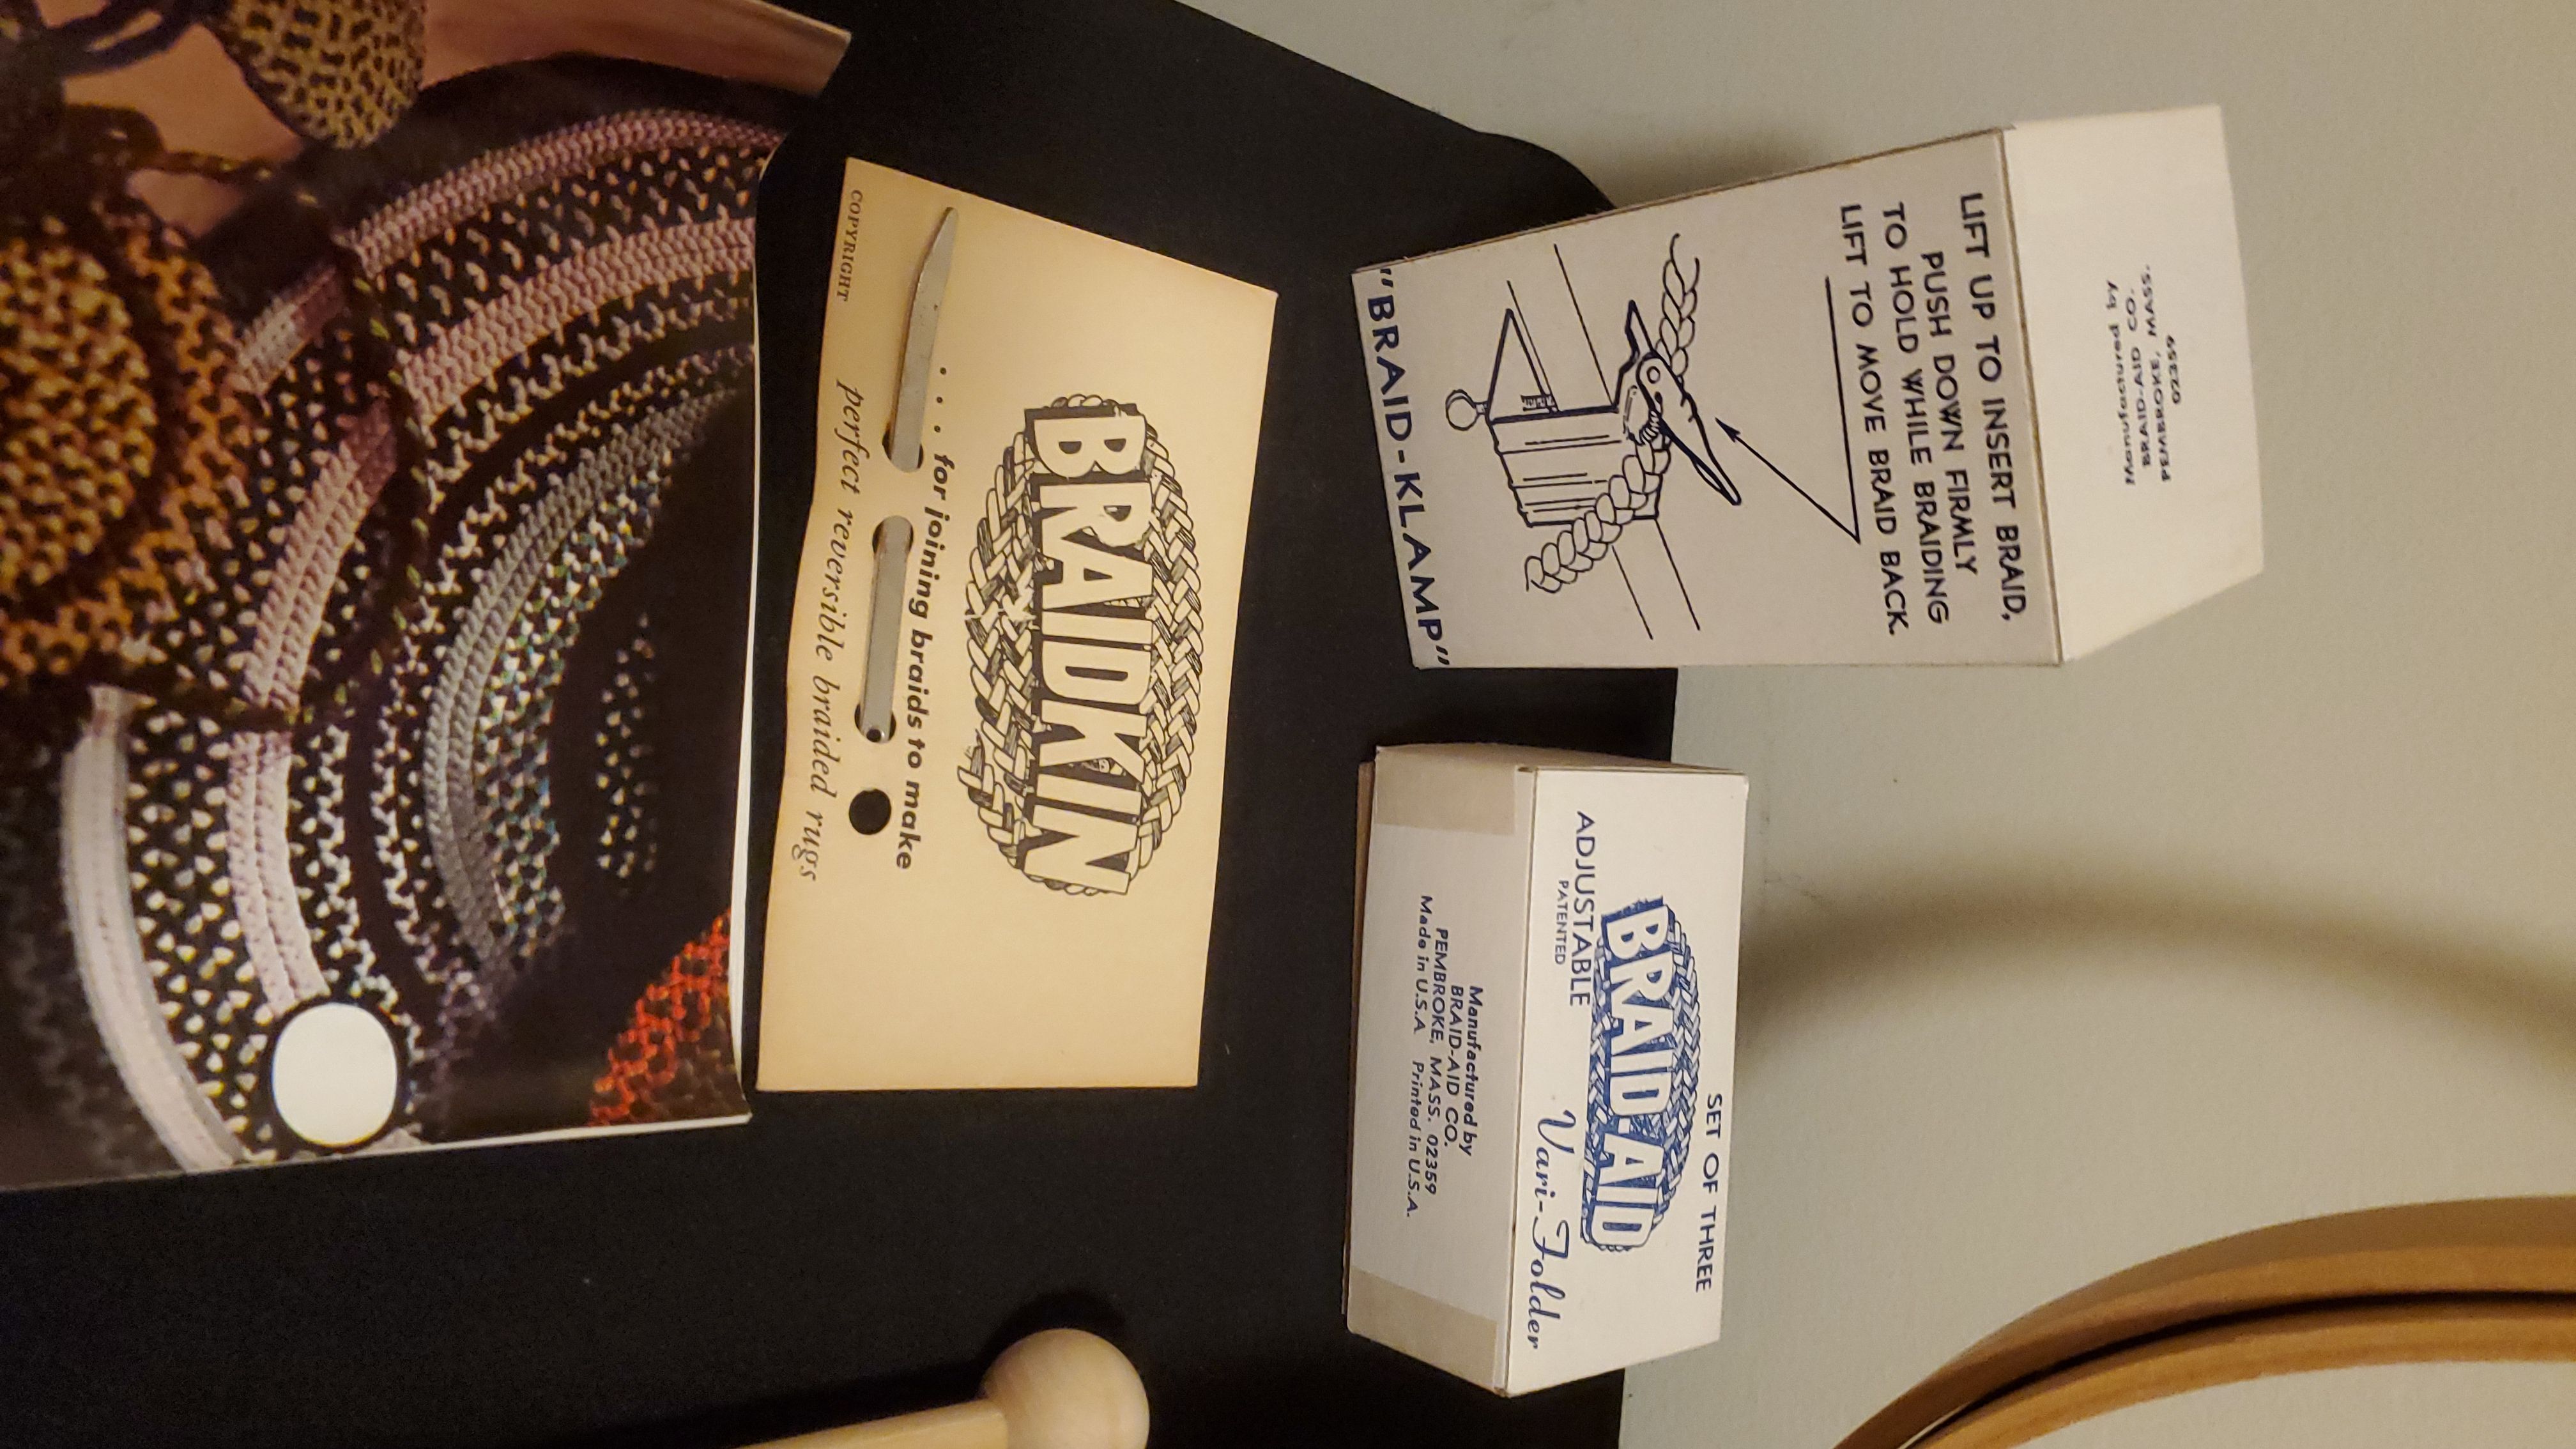 Manufactured by
BRAID-AID CO.
PEMBROKE, MASS.
02359
LIFT UP TO INSERT BRAID,
PUSH DOWN FIRMLY
TO HOLD WHILE BRAIDING
LIFT TO MOVE BRAID BACK.
"BRAID-KLAMP"
SET OF THREE
BRAID-AID
ADJUSTABLE
PATENTED
Vari-Folder
Manufactured by
BRAID-AID CO.
PEMBROKE, MASS. 02359
Made in U.S.A Printed in U.S.A.
BRAIDKIN
. . . for joining braids to make
perfect reversible braided rugs
COPYRIGHT